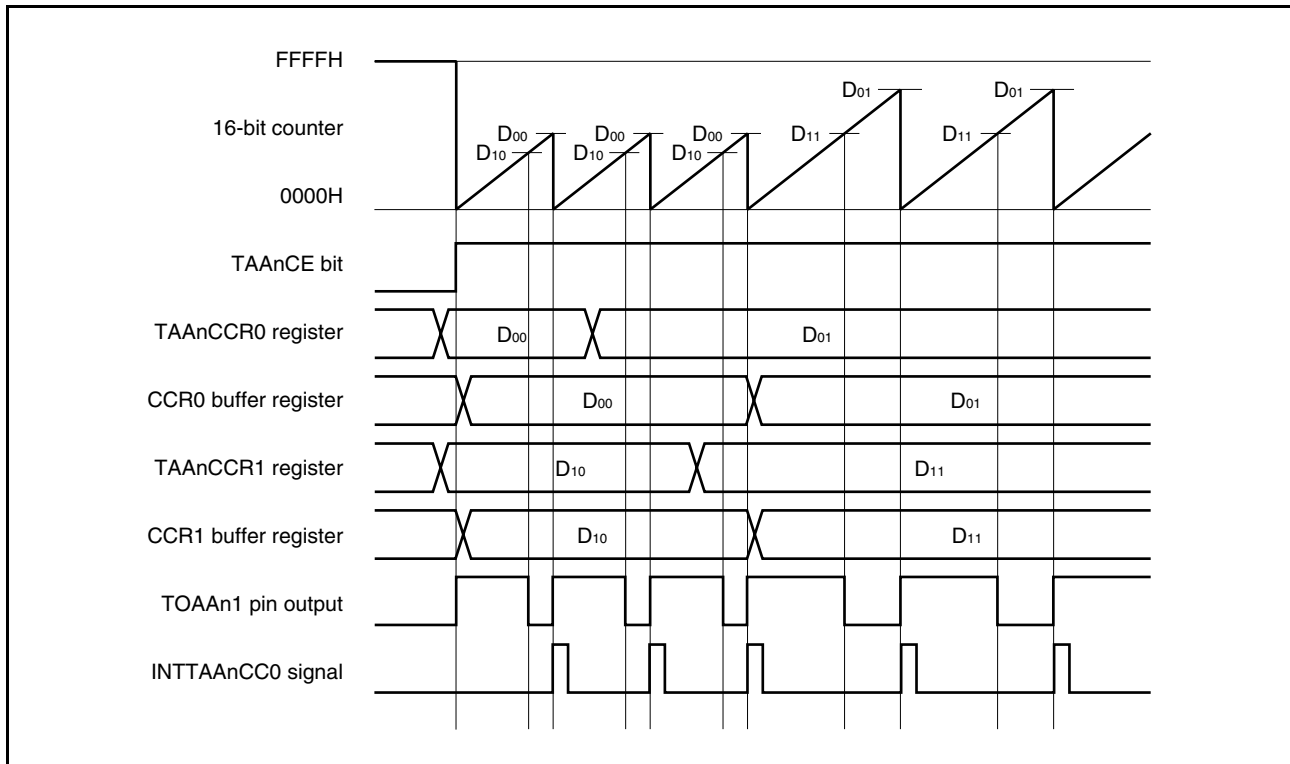 FFFFH
D01 D01
16-bit counter D00 D00 D00 D11 D11
D10 D10 D10
0000H
TAAnCE bit
TAAnCCR0 register D00 D01
CCR0 buffer register D00 D01
TAAnCCR1 register D10 D11
CCR1 buffer register D10 D11
TOAAn1 pin output
INTTAAnCC0 signal